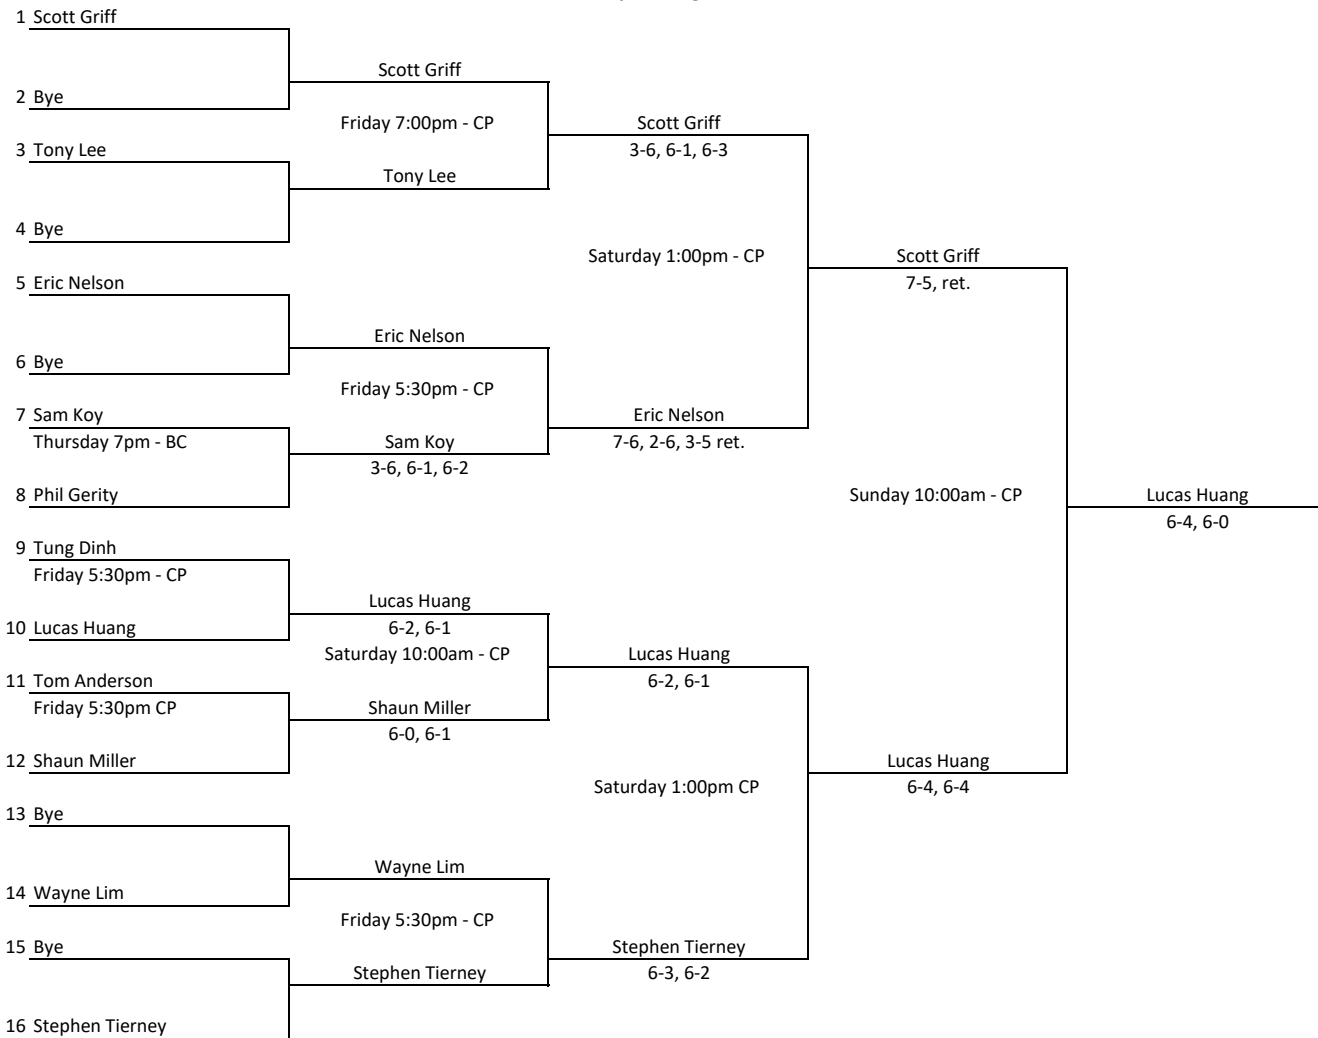 1 Scott Griff
Scott Griff
2 Bye
Friday 7:00pm - CP
Scott Griff
3 Tony Lee
3-6, 6-1, 6-3
Tony Lee
4 Bye
Saturday 1:00pm - CP
Scott Griff
5 Eric Nelson
7-5, ret.
Eric Nelson
6 Bye
Friday 5:30pm - CP
7 Sam Koy
Eric Nelson
Thursday 7pm - BC
Sam Koy
7-6, 2-6, 3-5 ret.
3-6, 6-1, 6-2
8 Phil Gerity
Sunday 10:00am - CP
Lucas Huang
6-4, 6-0
9 Tung Dinh
Friday 5:30pm - CP
Lucas Huang
10 Lucas Huang
6-2, 6-1
Saturday 10:00am - CP
Lucas Huang
11 Tom Anderson
6-2, 6-1
Friday 5:30pm CP
Shaun Miller
6-0, 6-1
12 Shaun Miller
Lucas Huang
Saturday 1:00pm CP
6-4, 6-4
13 Bye
Wayne Lim
14 Wayne Lim
Friday 5:30pm - CP
15 Bye
Stephen Tierney
Stephen Tierney
6-3, 6-2
16 Stephen Tierney